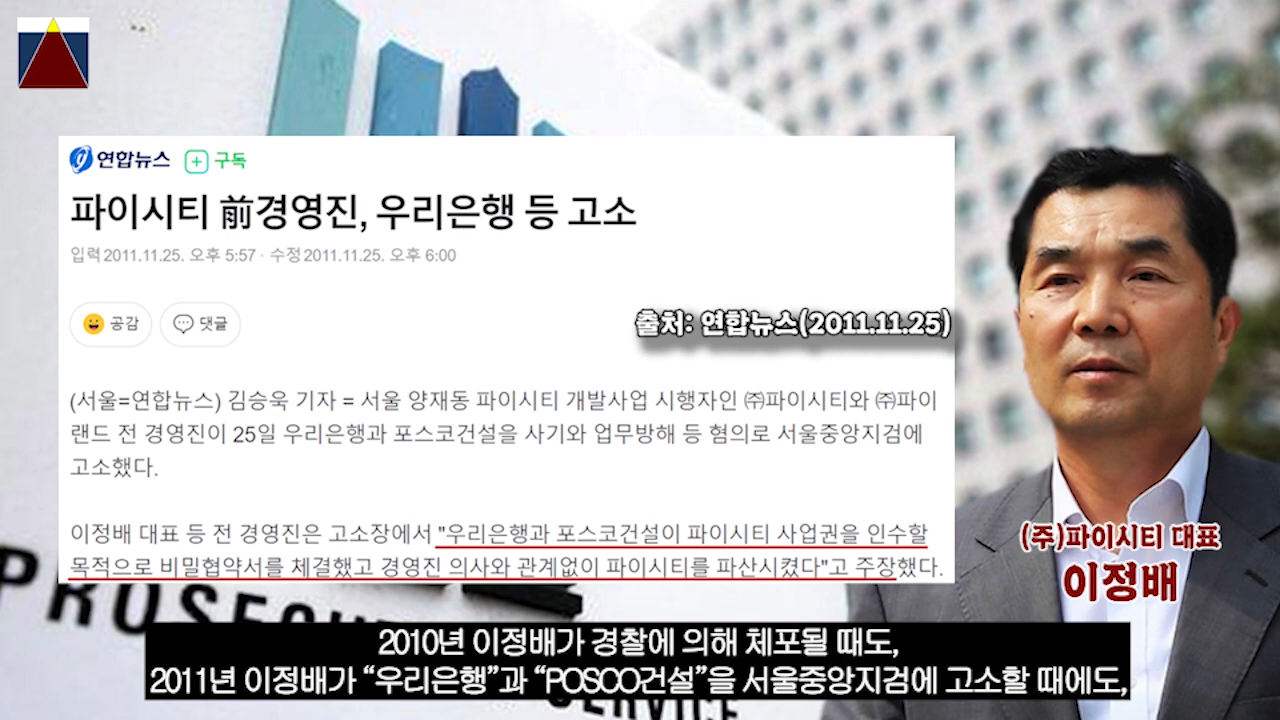 연합뉴스 구독
파이시티 前경영진, 우리은행 등 고소
입력2011.11.25. 오후 5:57 · 수정2011.11.25. 오후 6:00
공감 댓글
출처: 연합뉴스(2011.11.25)
(서울=연합뉴스) 김승욱 기자 = 서울 양재동 파이시티 개발사업 시행자인 ㈜파이시티와 ㈜파이
랜드 전 경영진이 25일 우리은행과 포스코건설을 사기와 업무방해 등 혐의로 서울중앙지검에
고소했다.
이정배 대표 등 전 경영진은 고소장에서 "우리은행과 포스코건설이 파이시티 사업권을 인수할
목적으로 비밀협약서를 체결했고 경영진 의사와 관계없이 파이시티를 파산시켰다"고 주장했다.
(주)파이시티 대표
이정배
2010년 이정배가 경찰에 의해 체포될 때도,
2011년 이정배가 “우리은행”과 “POSCO건설”을 서울중앙지검에 고소할 때에도,